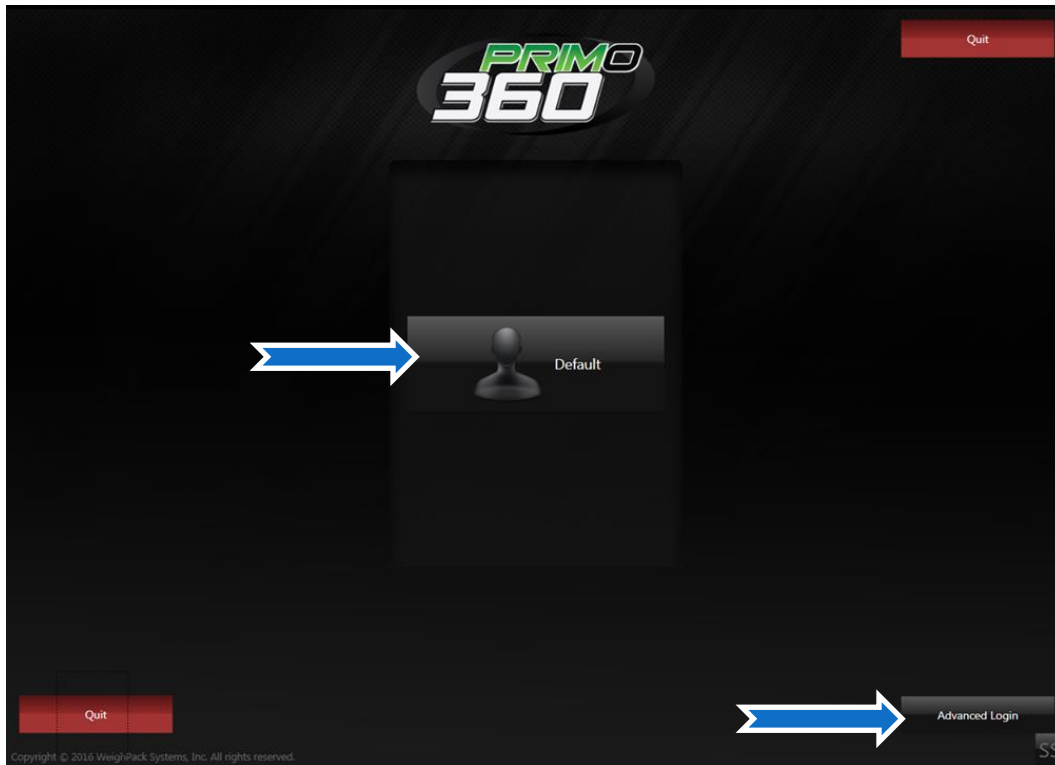 Quit
PRIMO
360
Default
Quit
Advanced Login
Copyright © 2016 WeighPack Systems, Inc. All rights reserved.